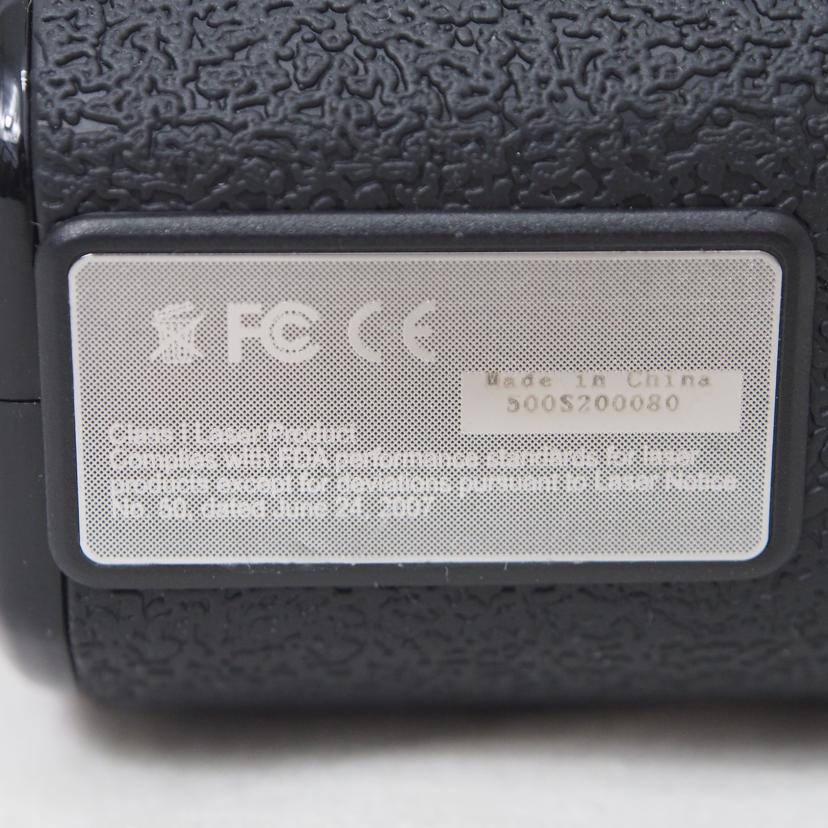 FC CE
Made in China
500S200080
Class I Laser Product
Complies with FDA performance standards for laser
products except for deviations pursuant to Laser Notice
No. 50, dated June 24, 2007